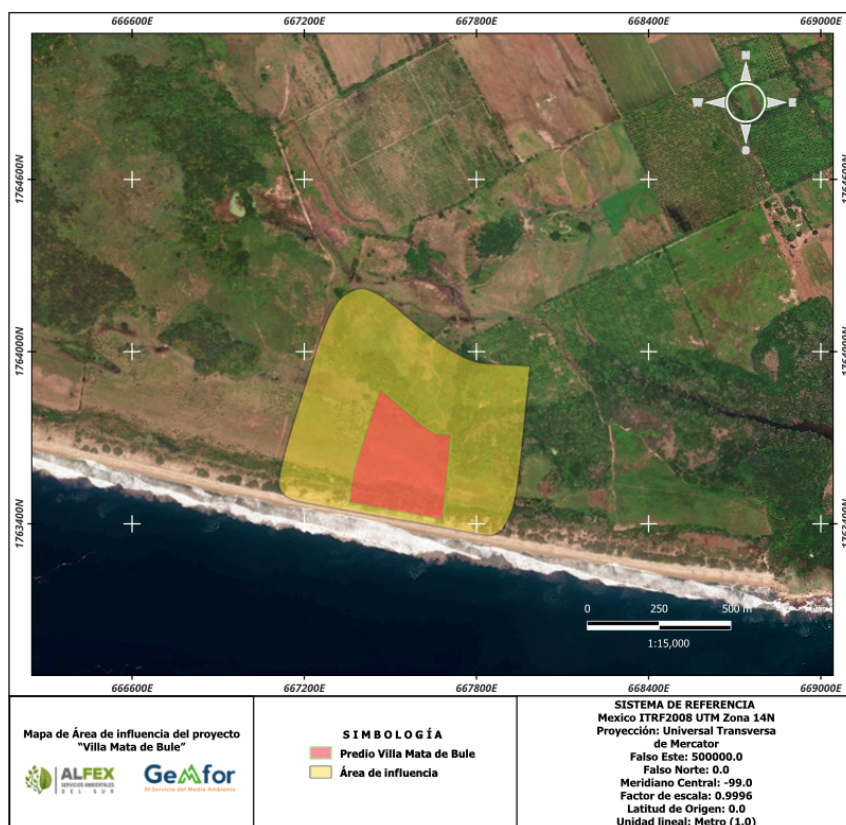 666600E 667200E 667800E 668400E 669000E
1764600N 1764600N
1764000N 1764000N
1763400N 1763400N
0 250 500 m
1:15,000
666600E 667200E 667800E 668400E 669000E
Mapa de Área de influencia del proyecto
“Villa Mata de Bule”
ALFEX
SERVICIOS AMBIENTALES
DEL SUR
Gemfor
Al Servicio del Medio Ambiente
SIMBOLOGÍA
Predio Villa Mata de Bule
Área de influencia
SISTEMA DE REFERENCIA
Mexico ITRF2008 UTM Zona 14N
Proyección: Universal Transversa
de Mercator
Falso Este: 500000.0
Falso Norte: 0.0
Meridiano Central: -99.0
Factor de escala: 0.9996
Latitud de Origen: 0.0
Unidad lineal: Metro (1.0)